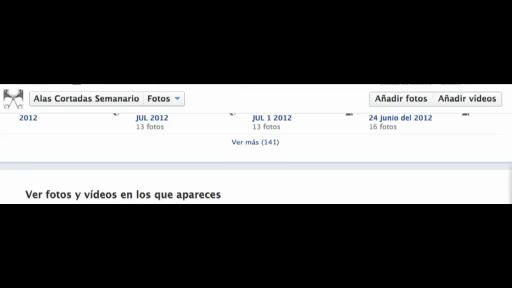 Alas Cortadas Semanario Fotos Añadir fotos Añadir vídeos
2012 JUL 2012 JUL 1 2012 24 junio del 2012
13 fotos 13 fotos 16 fotos
Ver más (141)
Ver fotos y vídeos en los que apareces